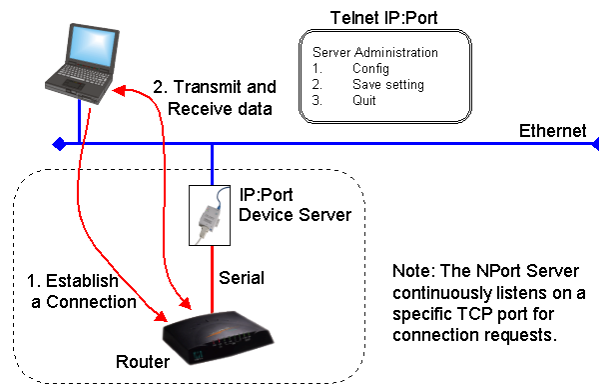 Telnet IP:Port
Server Administration
1. Config
2. Save setting
3. Quit
2. Transmit and
Receive data
Ethernet
IP:Port
Device Server
1. Establish
a Connection
Serial
Router
Note: The NPort Server
continuously listens on a
specific TCP port for
connection requests.